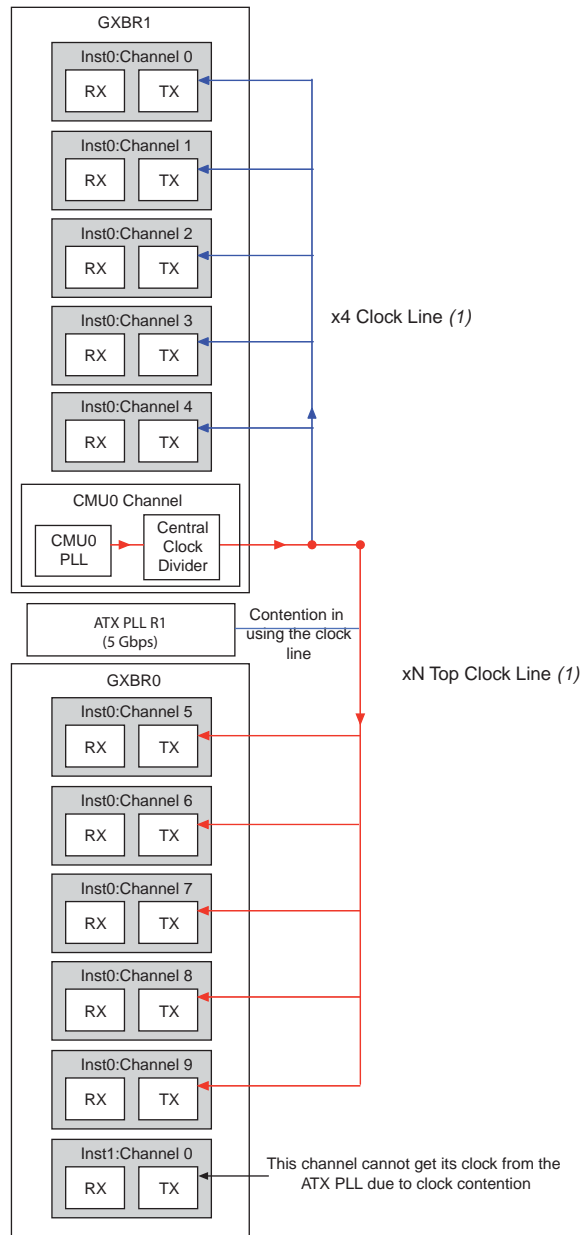 GXBR1
Inst0:Channel 0
RX
TX
Inst0:Channel 1
RX
TX
Inst0:Channel 2
RX
TX
x4 Clock Line (1)
Inst0:Channel 3
RX
TX
Inst0:Channel 4
RX
TX
CMU0 Channel
CMU0
PLL
Central
Clock
Divider
ATX PLL R1
(5 Gbps)
Contention in
using the clock
line
xN Top Clock Line (1)
GXBR0
Inst0:Channel 5
RX
TX
Inst0:Channel 6
RX
TX
Inst0:Channel 7
RX
TX
Inst0:Channel 8
RX
TX
Inst0:Channel 9
RX
TX
Inst1:Channel 0
RX
TX
This channel cannot get its clock from the
ATX PLL due to clock contention